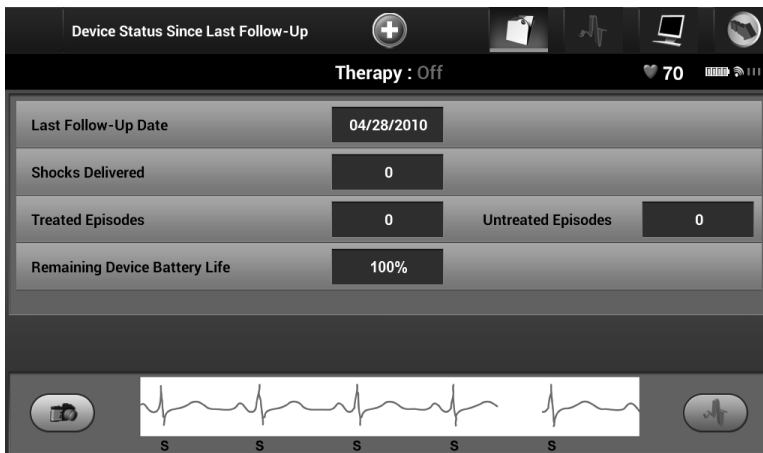 Device Status Since Last Follow-Up
Therapy : Off
70
Last Follow-Up Date 04/28/2010
Shocks Delivered 0
Treated Episodes 0 Untreated Episodes 0
Remaining Device Battery Life 100%
S S S S S